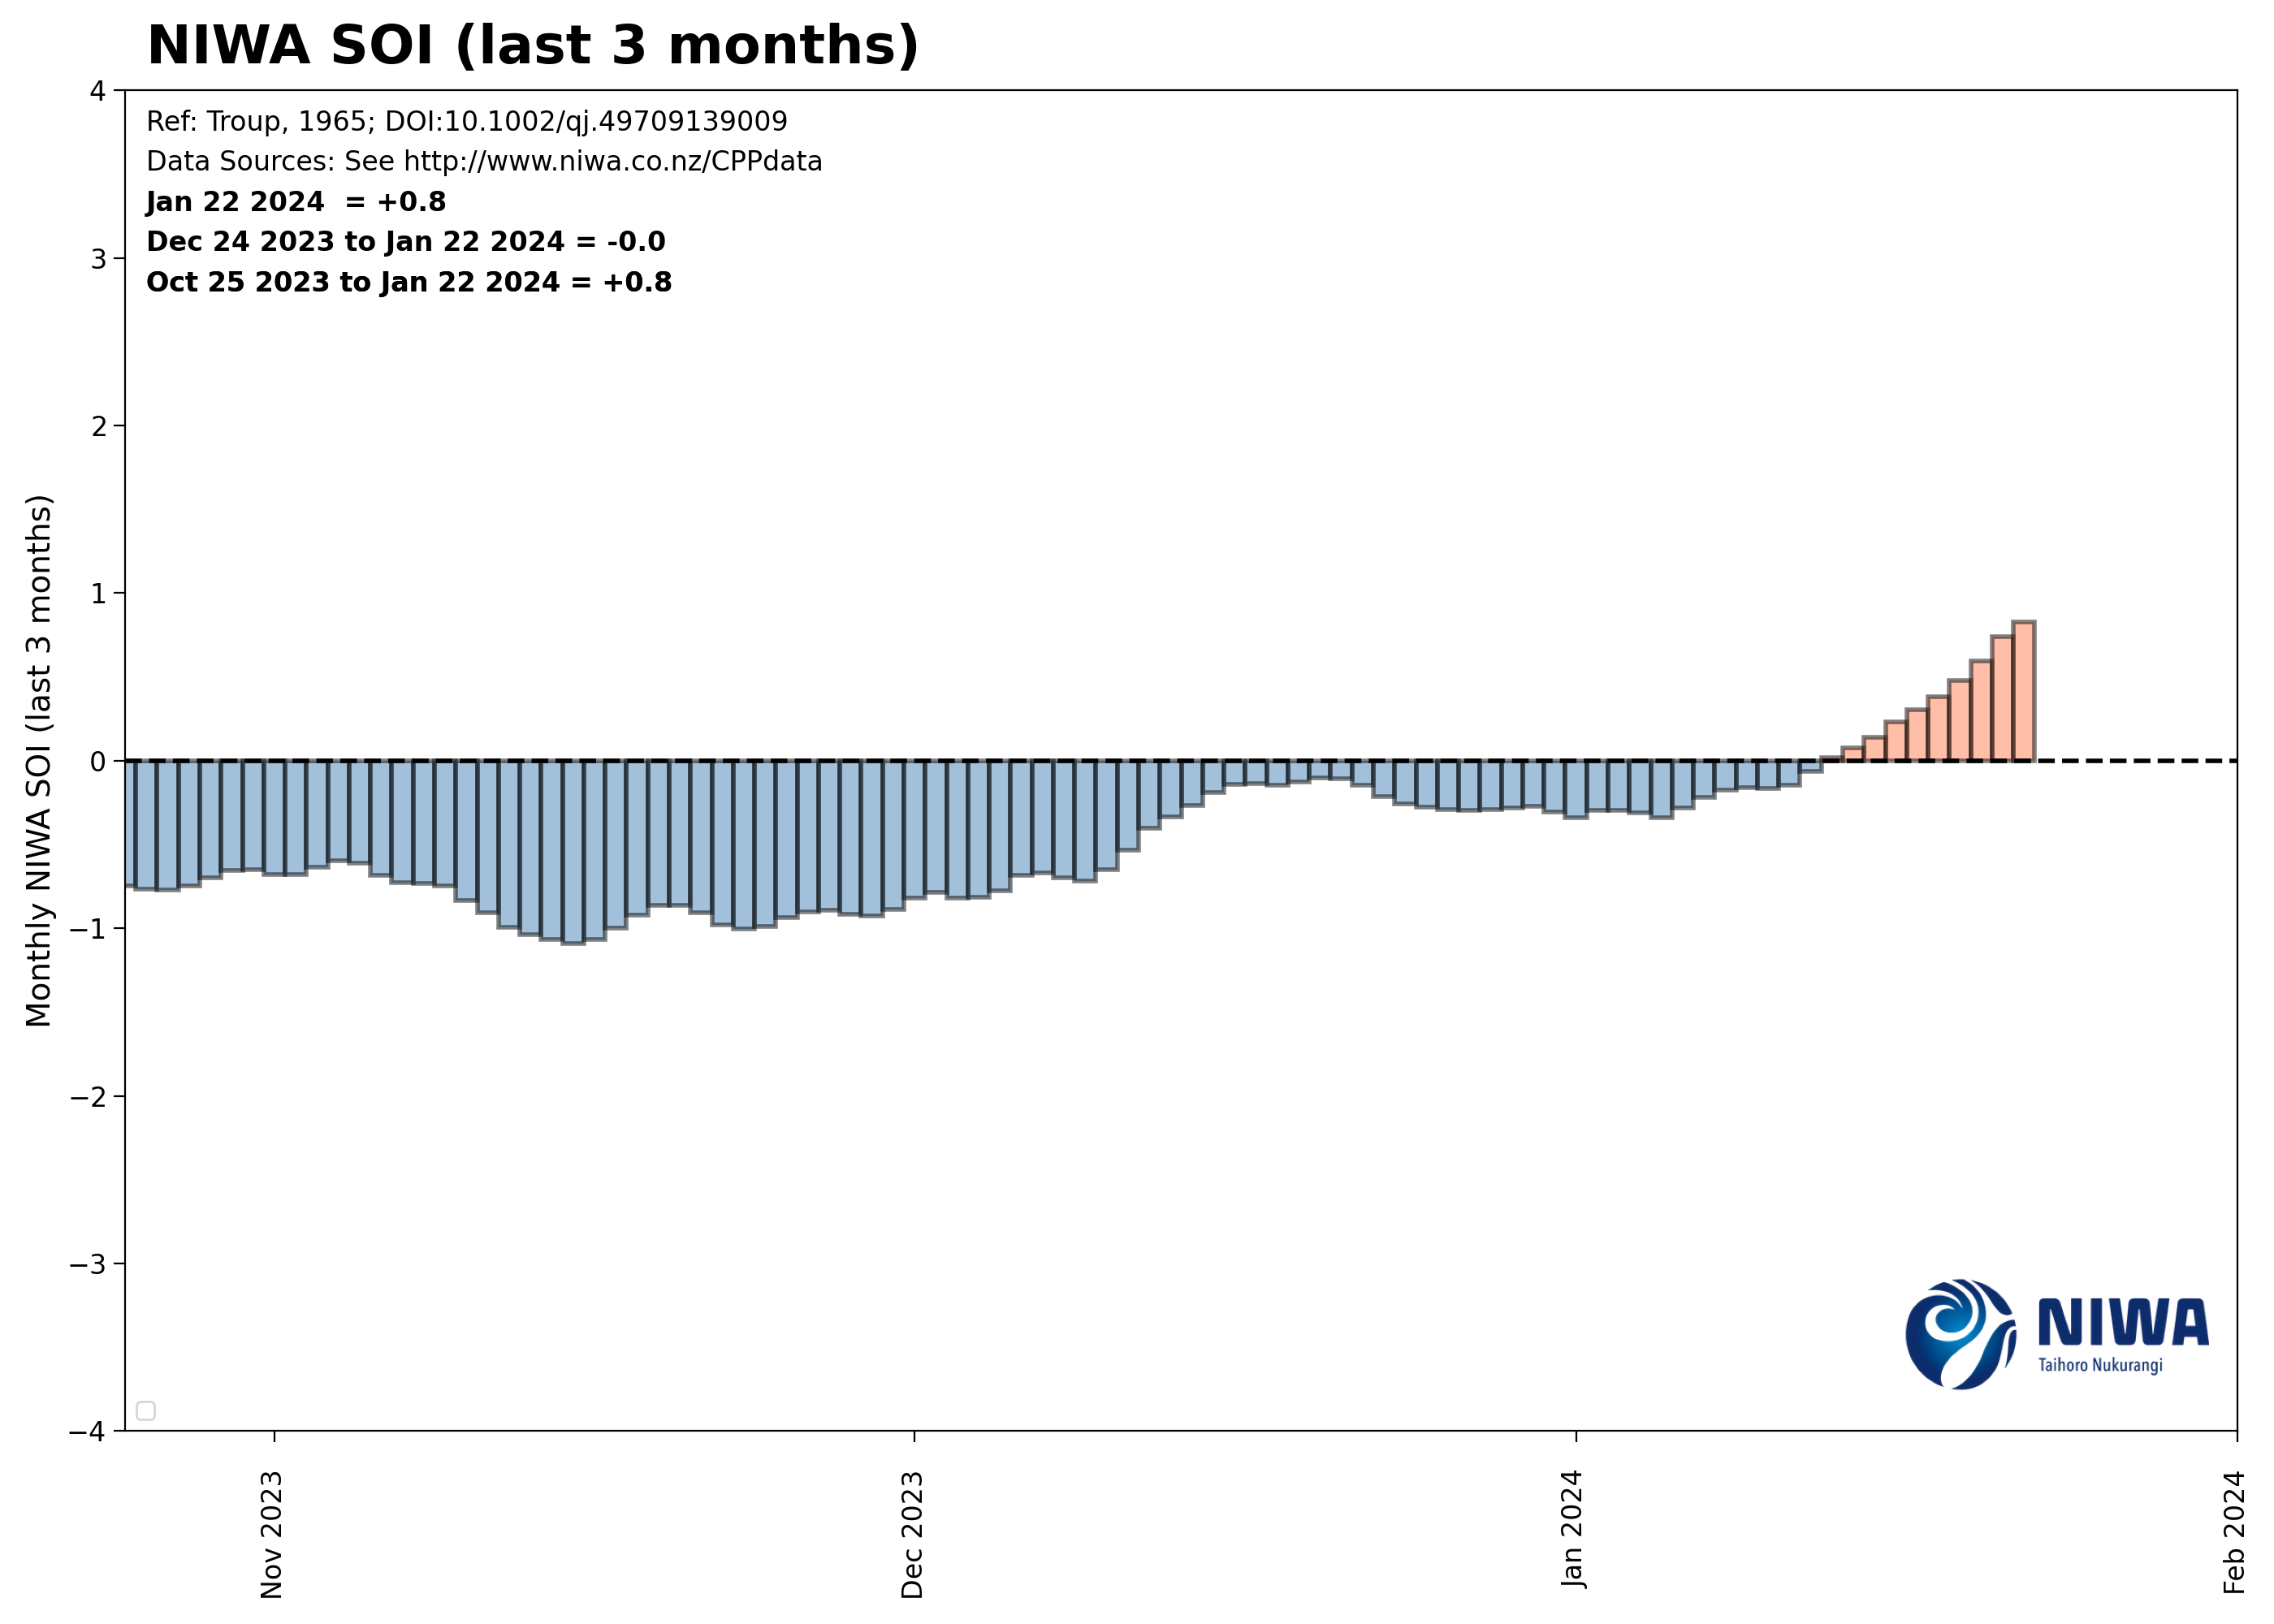 NIWA SOI (last 3 months)
Ref: Troup, 1965; DOI:10.1002/qj.49709139009
Data Sources: See http://www.niwa.co.nz/CPPdata
Jan 22 2024  = +0.8
Dec 24 2023 to Jan 22 2024 = -0.0
Oct 25 2023 to Jan 22 2024 = +0.8
Monthly NIWA SOI (last 3 months)
4
3
2
1
0
−1
−2
−3
−4
NIWA
Taihoro Nukurangi
Nov 2023
Dec 2023
Jan 2024
Feb 2024